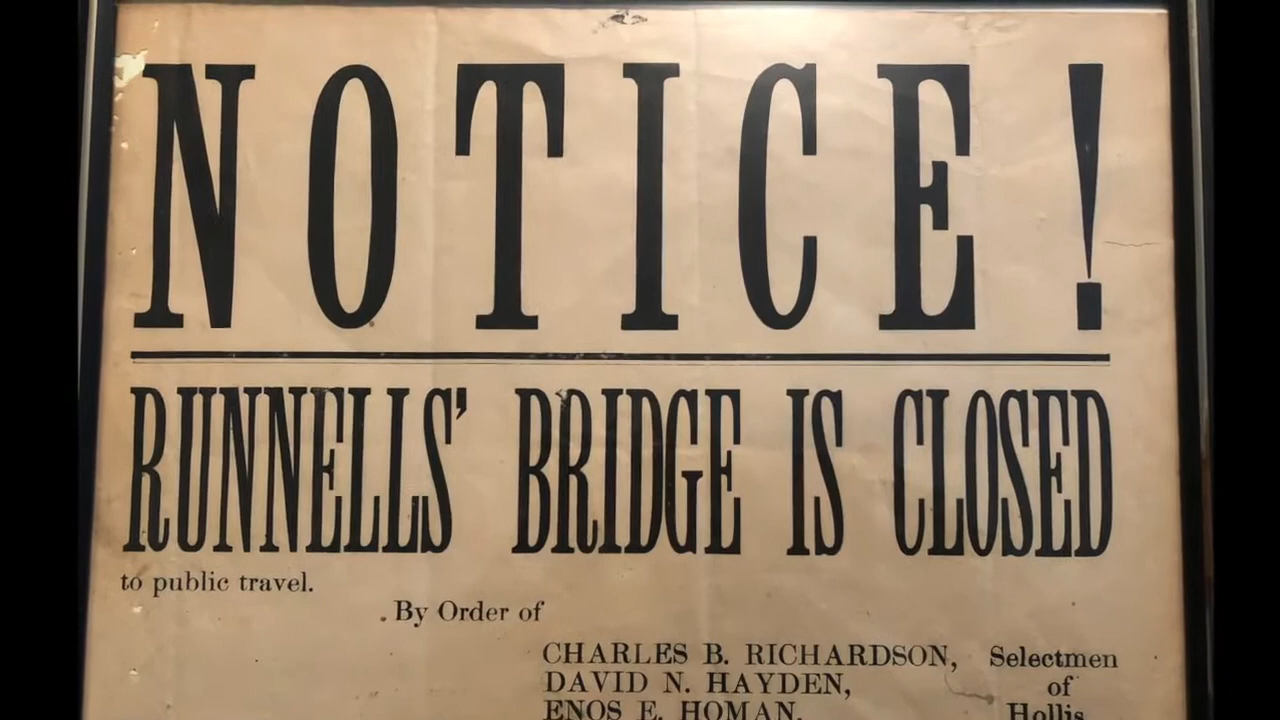 NOTICE!
RUNNELLS' BRIDGE IS CLOSED
to public travel.
By Order of
CHARLES B. RICHARDSON, Selectmen
DAVID N. HAYDEN, of
ENOS E. HOMAN, Hollis